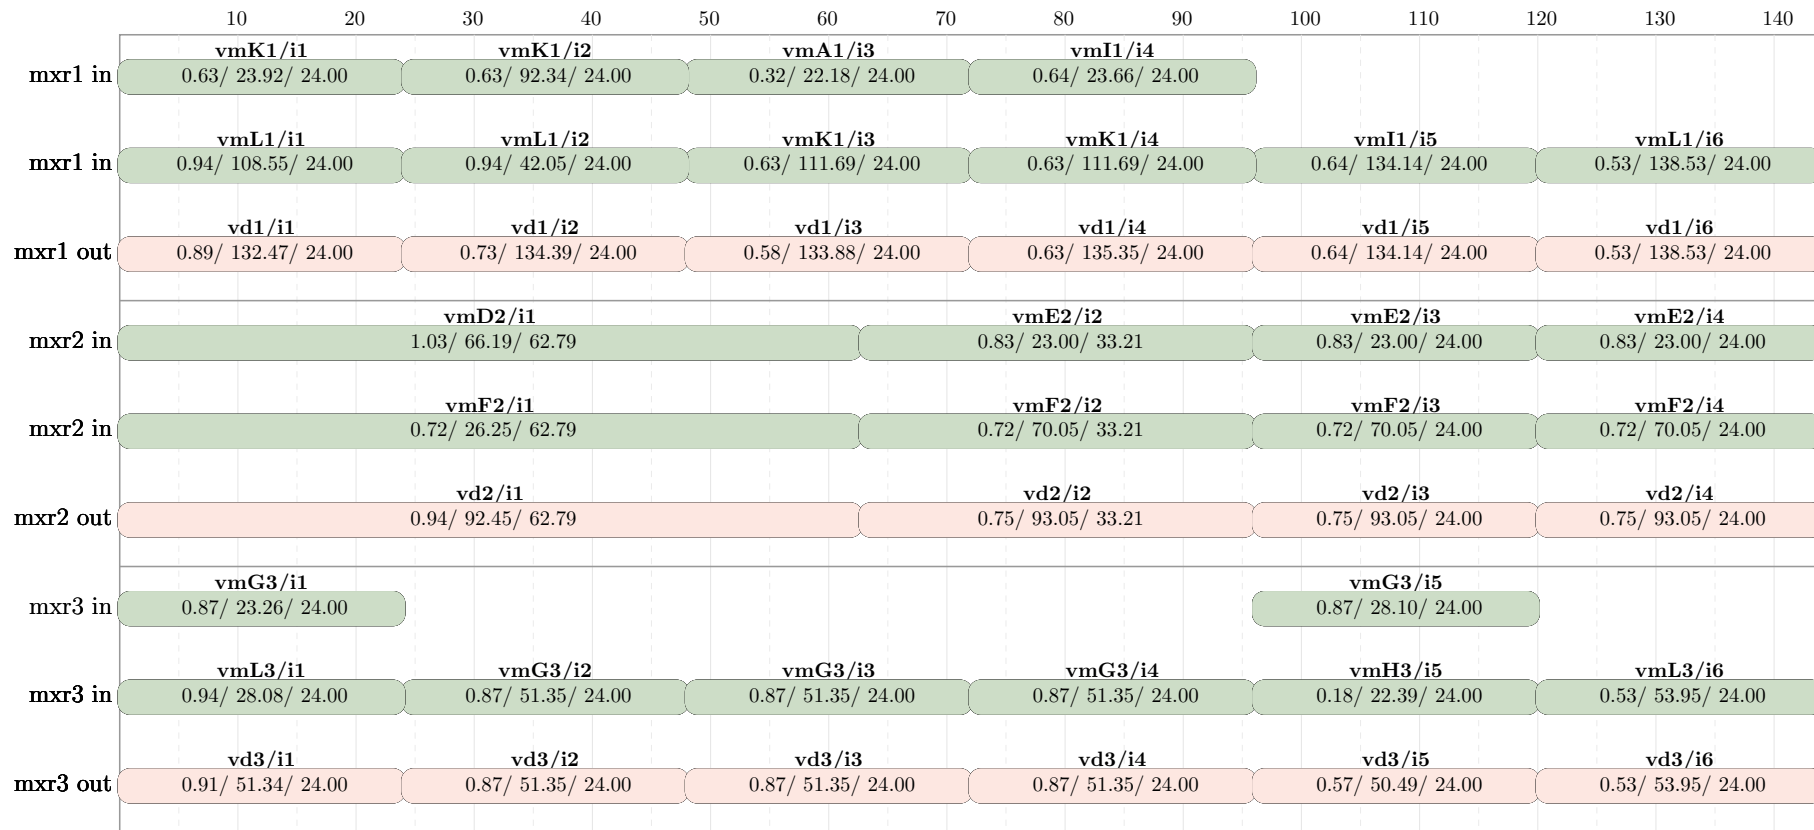 10 20 30 40 50 60 70 80 90 100 110 120 130 140
vmK1/i1 vmK1/i2 vmA1/i3 vmI1/i4
mxr1 in 0.63/ 23.92/ 24.00 0.63/ 92.34/ 24.00 0.32/ 22.18/ 24.00 0.64/ 23.66/ 24.00
vmL1/i1 vmL1/i2 vmK1/i3 vmK1/i4 vmI1/i5 vmL1/i6
mxr1 in 0.94/ 108.55/ 24.00 0.94/ 42.05/ 24.00 0.63/ 111.69/ 24.00 0.63/ 111.69/ 24.00 0.64/ 134.14/ 24.00 0.53/ 138.53/ 24.00
vd1/i1 vd1/i2 vd1/i3 vd1/i4 vd1/i5 vd1/i6
mxr1 out 0.89/ 132.47/ 24.00 0.73/ 134.39/ 24.00 0.58/ 133.88/ 24.00 0.63/ 135.35/ 24.00 0.64/ 134.14/ 24.00 0.53/ 138.53/ 24.00
vmD2/i1 vmE2/i2 vmE2/i3 vmE2/i4
mxr2 in 1.03/ 66.19/ 62.79 0.83/ 23.00/ 33.21 0.83/ 23.00/ 24.00 0.83/ 23.00/ 24.00
vmF2/i1 vmF2/i2 vmF2/i3 vmF2/i4
mxr2 in 0.72/ 26.25/ 62.79 0.72/ 70.05/ 33.21 0.72/ 70.05/ 24.00 0.72/ 70.05/ 24.00
vd2/i1 vd2/i2 vd2/i3 vd2/i4
mxr2 out 0.94/ 92.45/ 62.79 0.75/ 93.05/ 33.21 0.75/ 93.05/ 24.00 0.75/ 93.05/ 24.00
vmG3/i1 vmG3/i5
mxr3 in 0.87/ 23.26/ 24.00 0.87/ 28.10/ 24.00
vmL3/i1 vmG3/i2 vmG3/i3 vmG3/i4 vmH3/i5 vmL3/i6
mxr3 in 0.94/ 28.08/ 24.00 0.87/ 51.35/ 24.00 0.87/ 51.35/ 24.00 0.87/ 51.35/ 24.00 0.18/ 22.39/ 24.00 0.53/ 53.95/ 24.00
vd3/i1 vd3/i2 vd3/i3 vd3/i4 vd3/i5 vd3/i6
mxr3 out 0.91/ 51.34/ 24.00 0.87/ 51.35/ 24.00 0.87/ 51.35/ 24.00 0.87/ 51.35/ 24.00 0.57/ 50.49/ 24.00 0.53/ 53.95/ 24.00